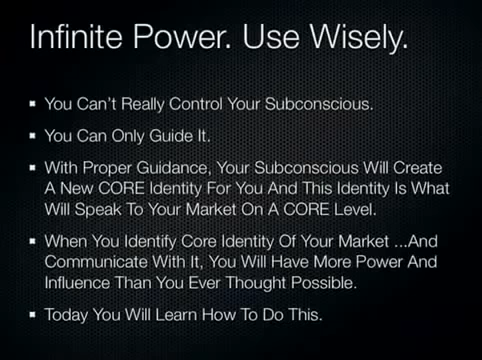 Infinite Power. Use Wisely.
You Can't Really Control Your Subconscious.
You Can Only Guide It.
With Proper Guidance, Your Subconscious Will Create
A New CORE Identity For You And This Identity Is What
Will Speak To Your Market On A CORE Level.
When You Identify Core Identity Of Your Market ...And
Communicate With It, You Will Have More Power And
Influence Than You Ever Thought Possible.
Today You Will Learn How To Do This.